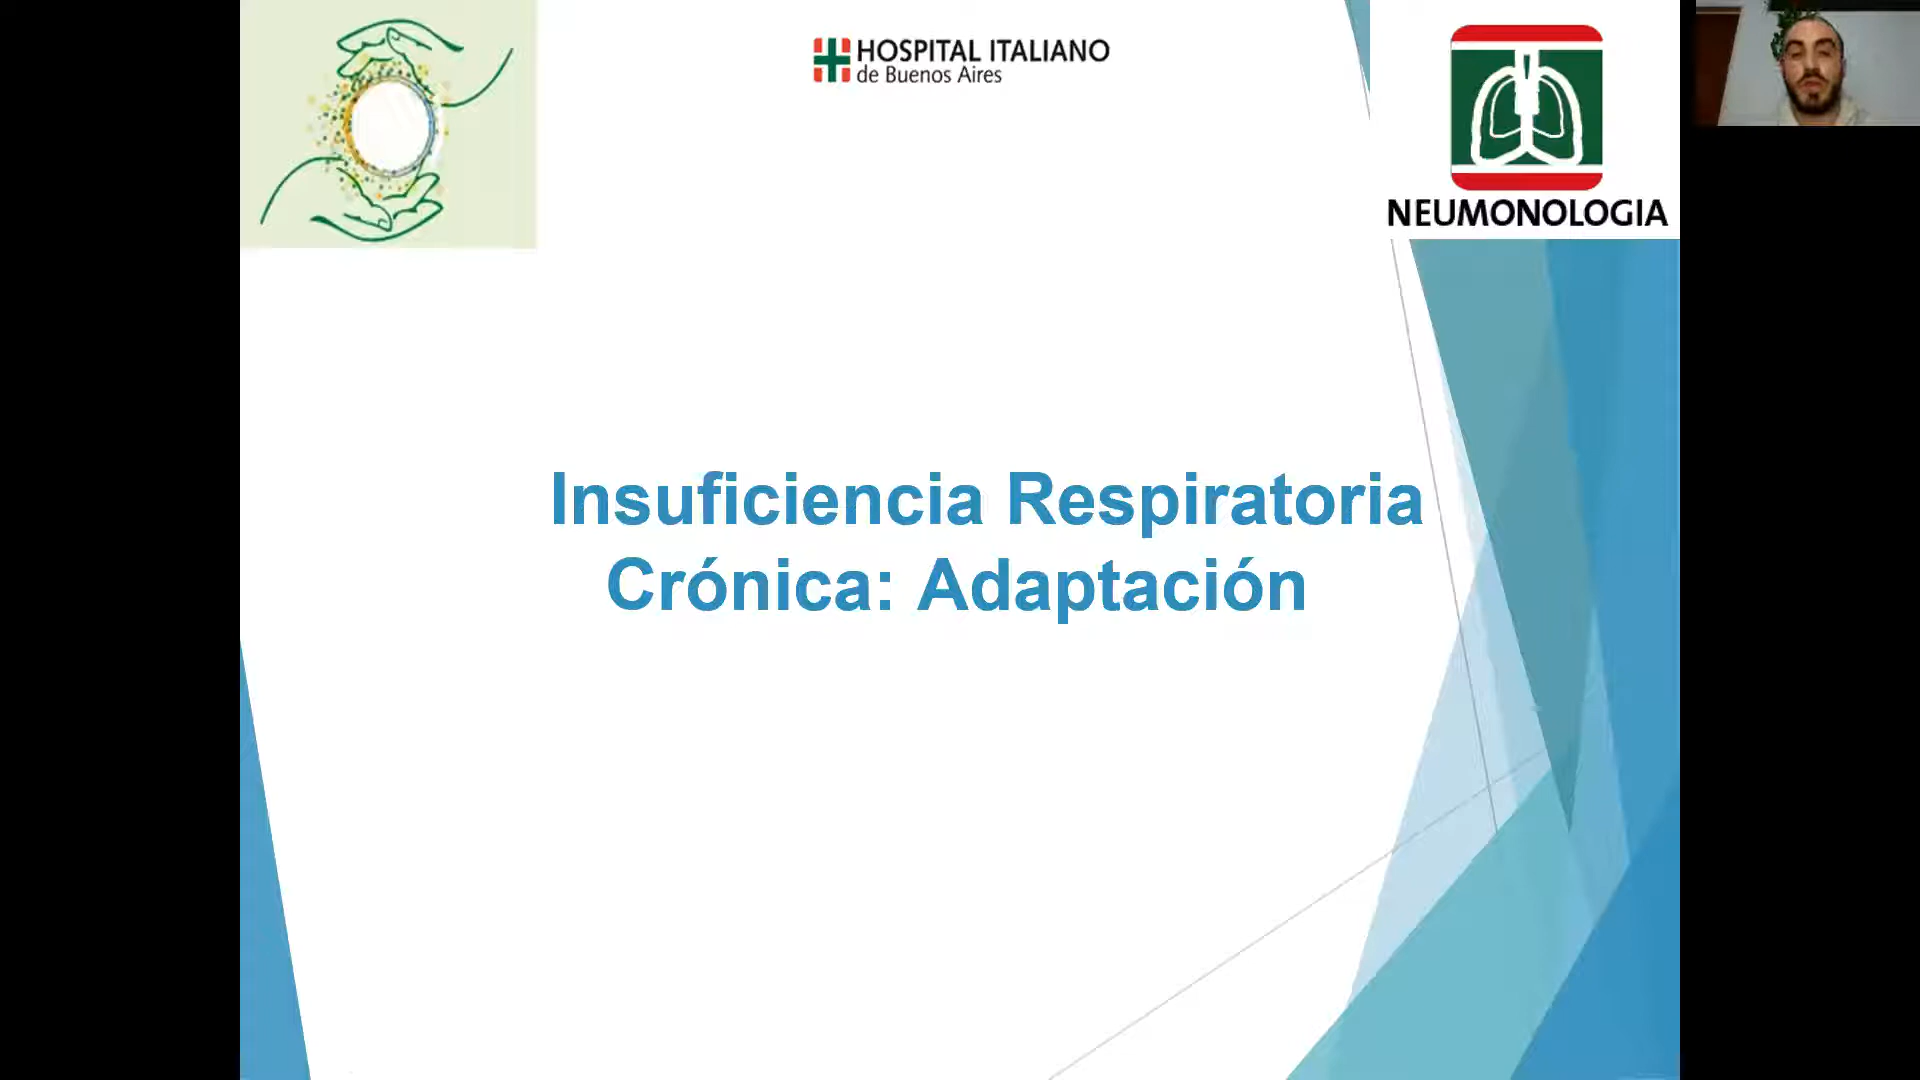 HOSPITAL ITALIANO
de Buenos Aires
NEUMONOLOGIA
Insuficiencia Respiratoria
Crónica: Adaptación